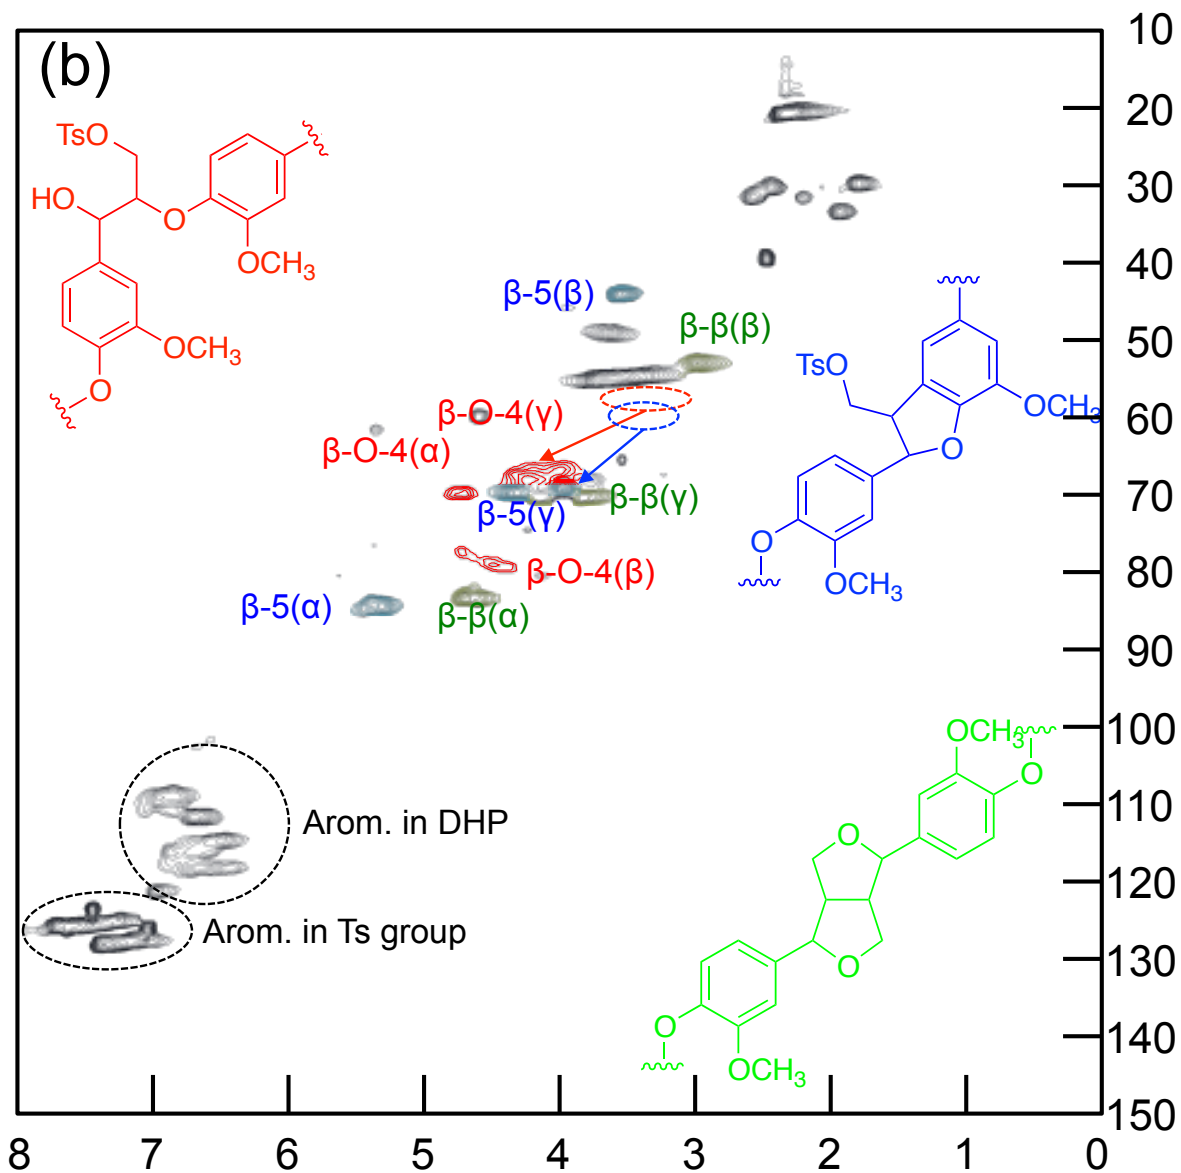 (b)
10
20
30
40
50
60
70
80
90
100
110
120
130
140
150
TsO
HO
O
OCH3
OCH3
O
β-5(β)
β-β(β)
β-O-4(γ)
β-O-4(α)
β-β(γ)
β-5(γ)
β-O-4(β)
β-5(α)
β-β(α)
TsO
OCH3
O
O
OCH3
Arom. in DHP
Arom. in Ts group
OCH3
O
O
O
O
OCH3
8 7 6 5 4 3 2 1 0